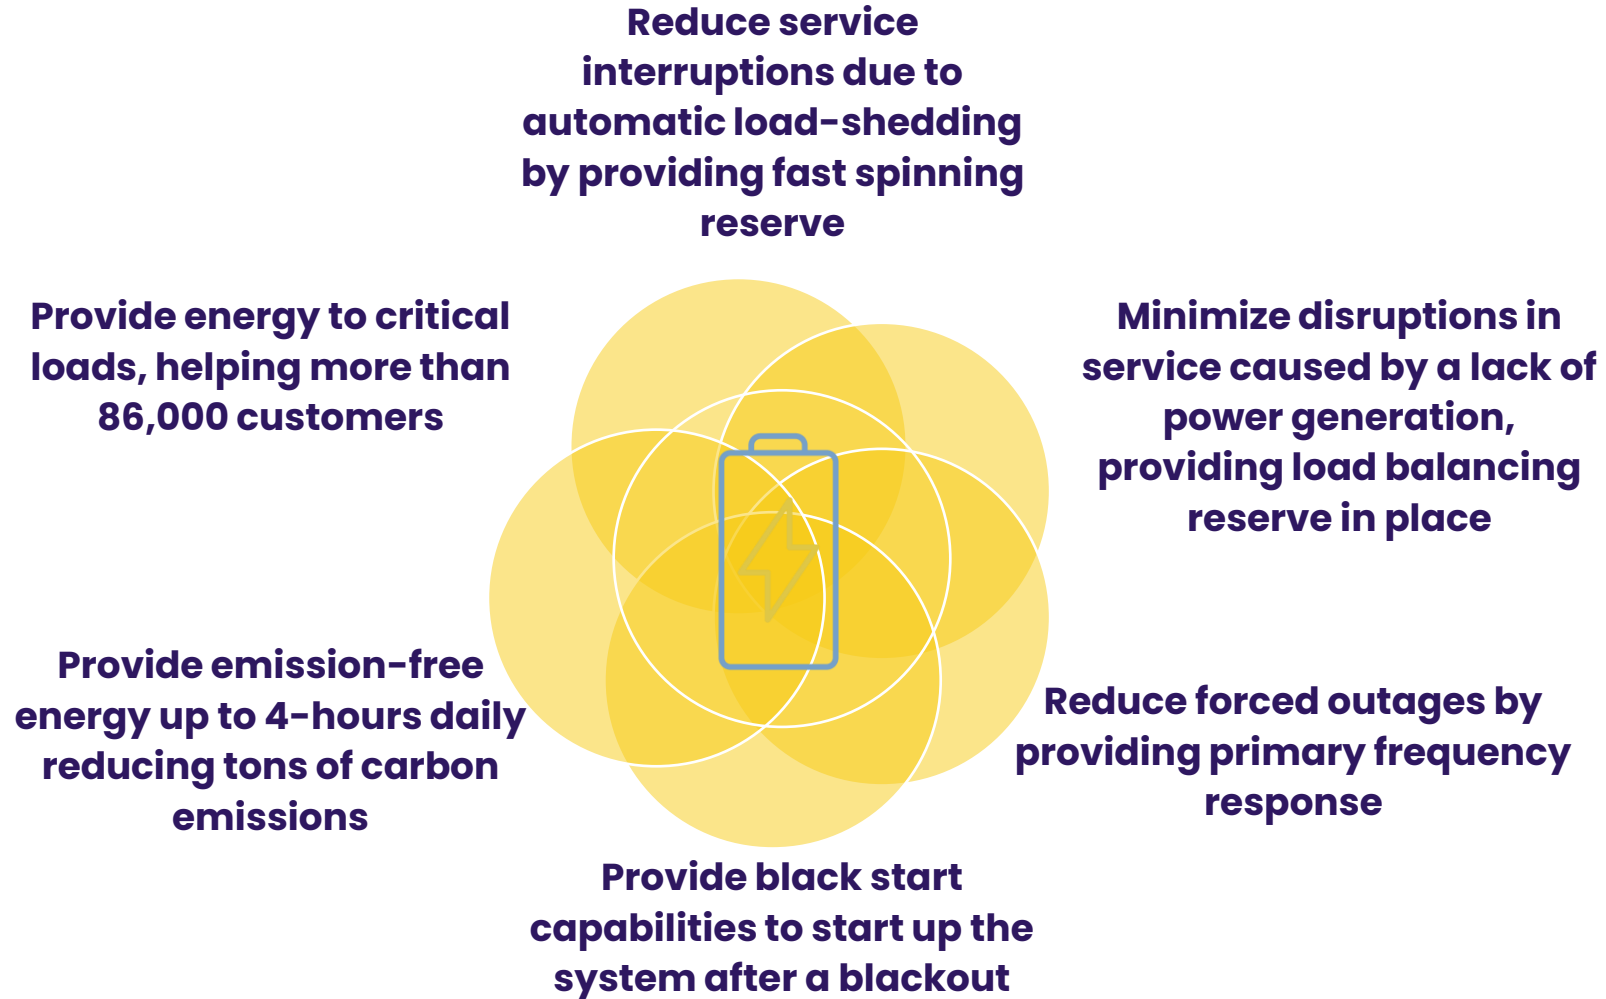 Reduce service
interruptions due to
automatic load-shedding
by providing fast spinning
reserve
Provide energy to critical
loads, helping more than
86,000 customers
Minimize disruptions in
service caused by a lack of
power generation,
providing load balancing
reserve in place
Provide emission-free
energy up to 4-hours daily
reducing tons of carbon
emissions
Reduce forced outages by
providing primary frequency
response
Provide black start
capabilities to start up the
system after a blackout